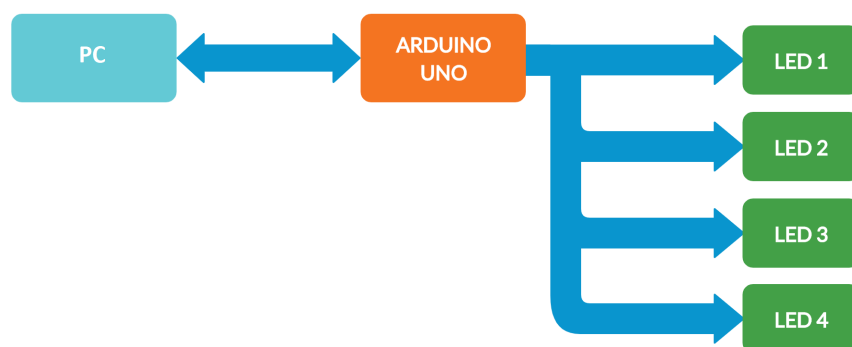 PC
ARDUINO
UNO
LED 1
LED 2
LED 3
LED 4